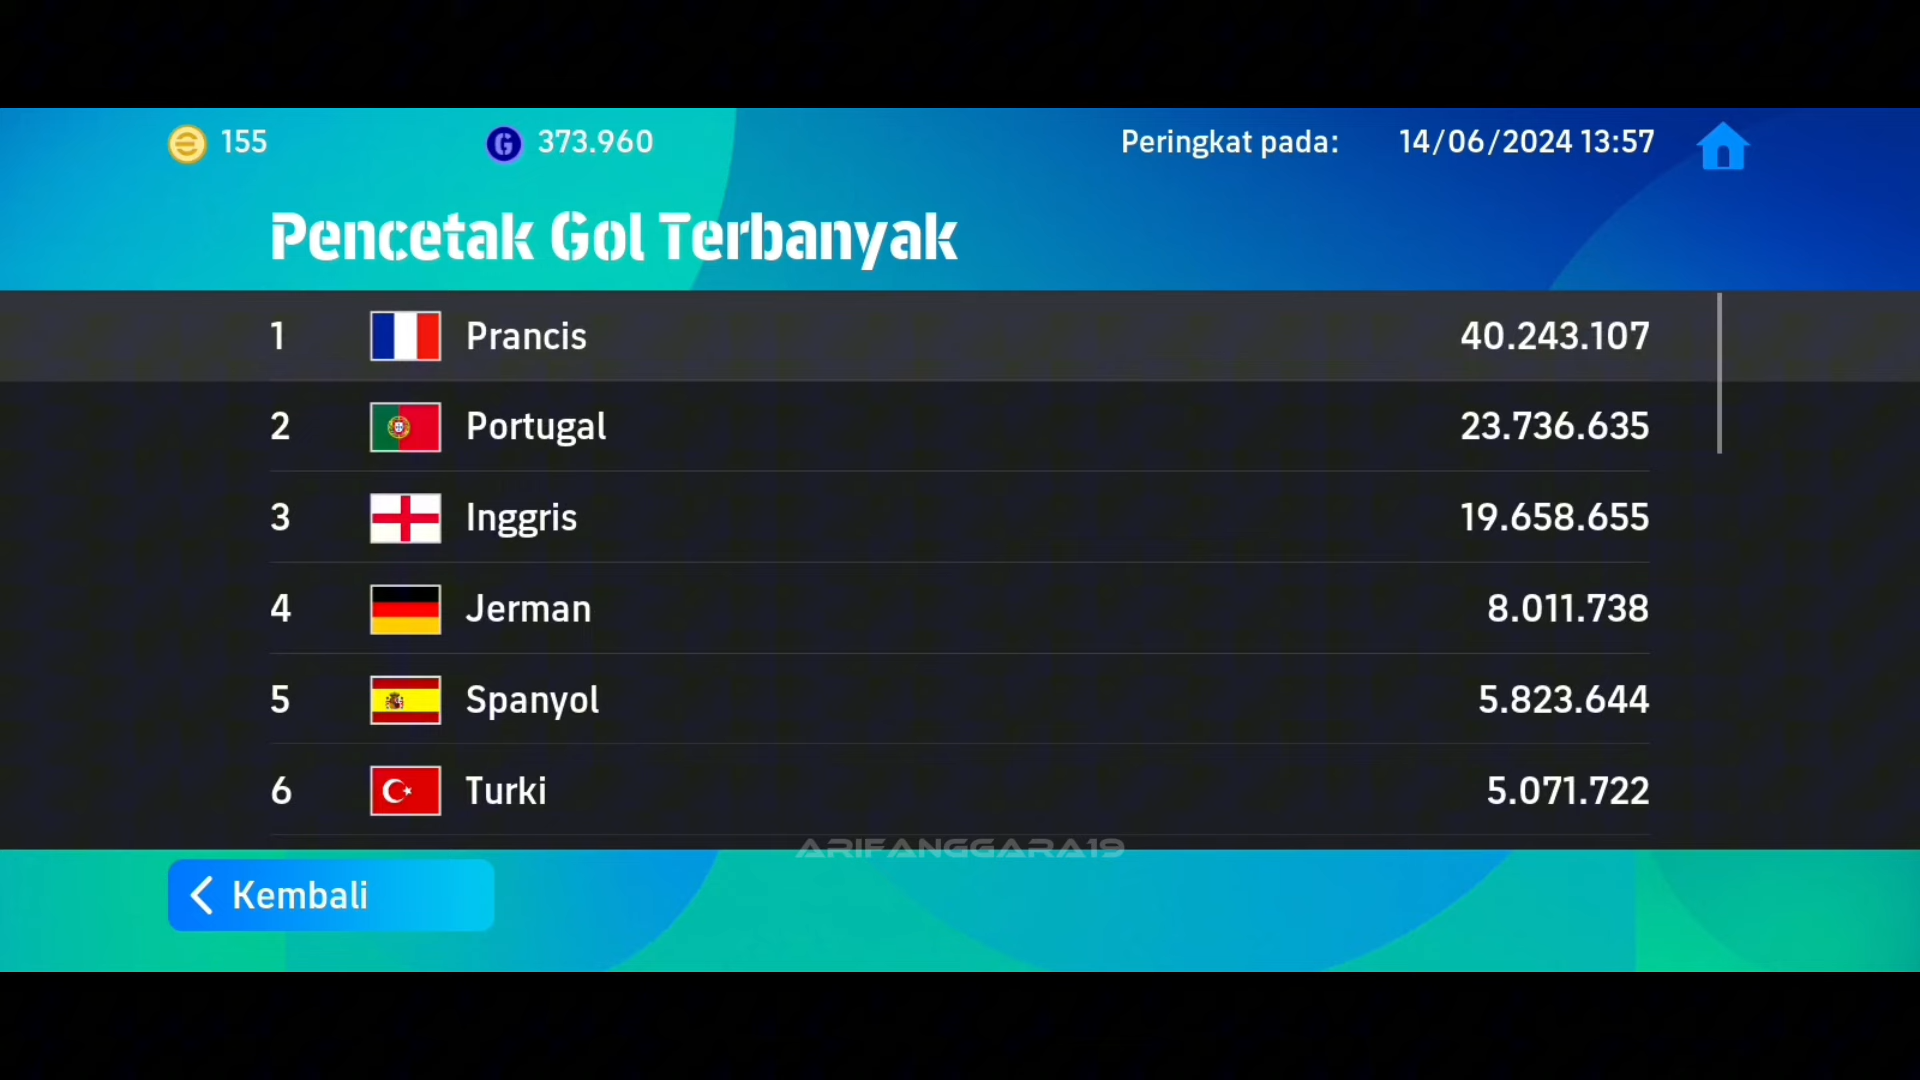 155 373.960 Peringkat pada: 14/06/2024 13:57
Pencetak Gol Terbanyak
1 Prancis 40.243.107
2 Portugal 23.736.635
3 Inggris 19.658.655
4 Jerman 8.011.738
5 Spanyol 5.823.644
6 Turki 5.071.722
ARIFANGGARA19
Kembali